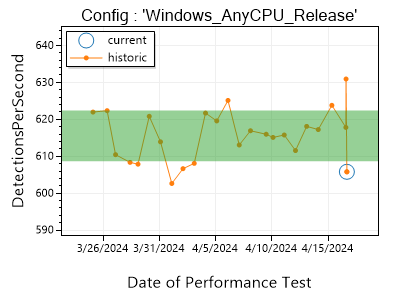 Config : 'Windows_AnyCPU_Release'
current
historic
DetectionsPerSecond
640
630
620
610
600
590
3/26/2024
3/31/2024
4/5/2024
4/10/2024
4/15/2024
Date of Performance Test